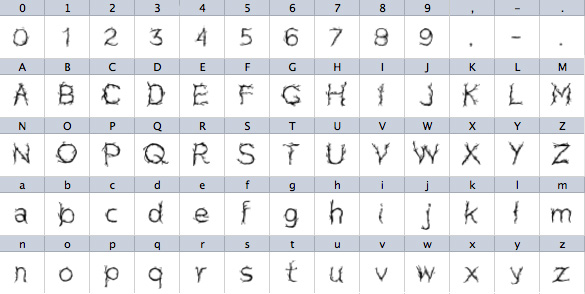 0 1 2 3 4 5 6 7 8 9 , – .
0 1 2 3 4 5 6 7 8 9 . – .
A B C D E F G H I J K L M
A B C D E F G H I J K L M
N O P Q R S T U V W X Y Z
N O P Q R S T U V W X Y Z
a b c d e f g h i j k l m
a b c d e f g h i j k l m
n o p q r s t u v w x y z
n o p q r s t u v w x y z